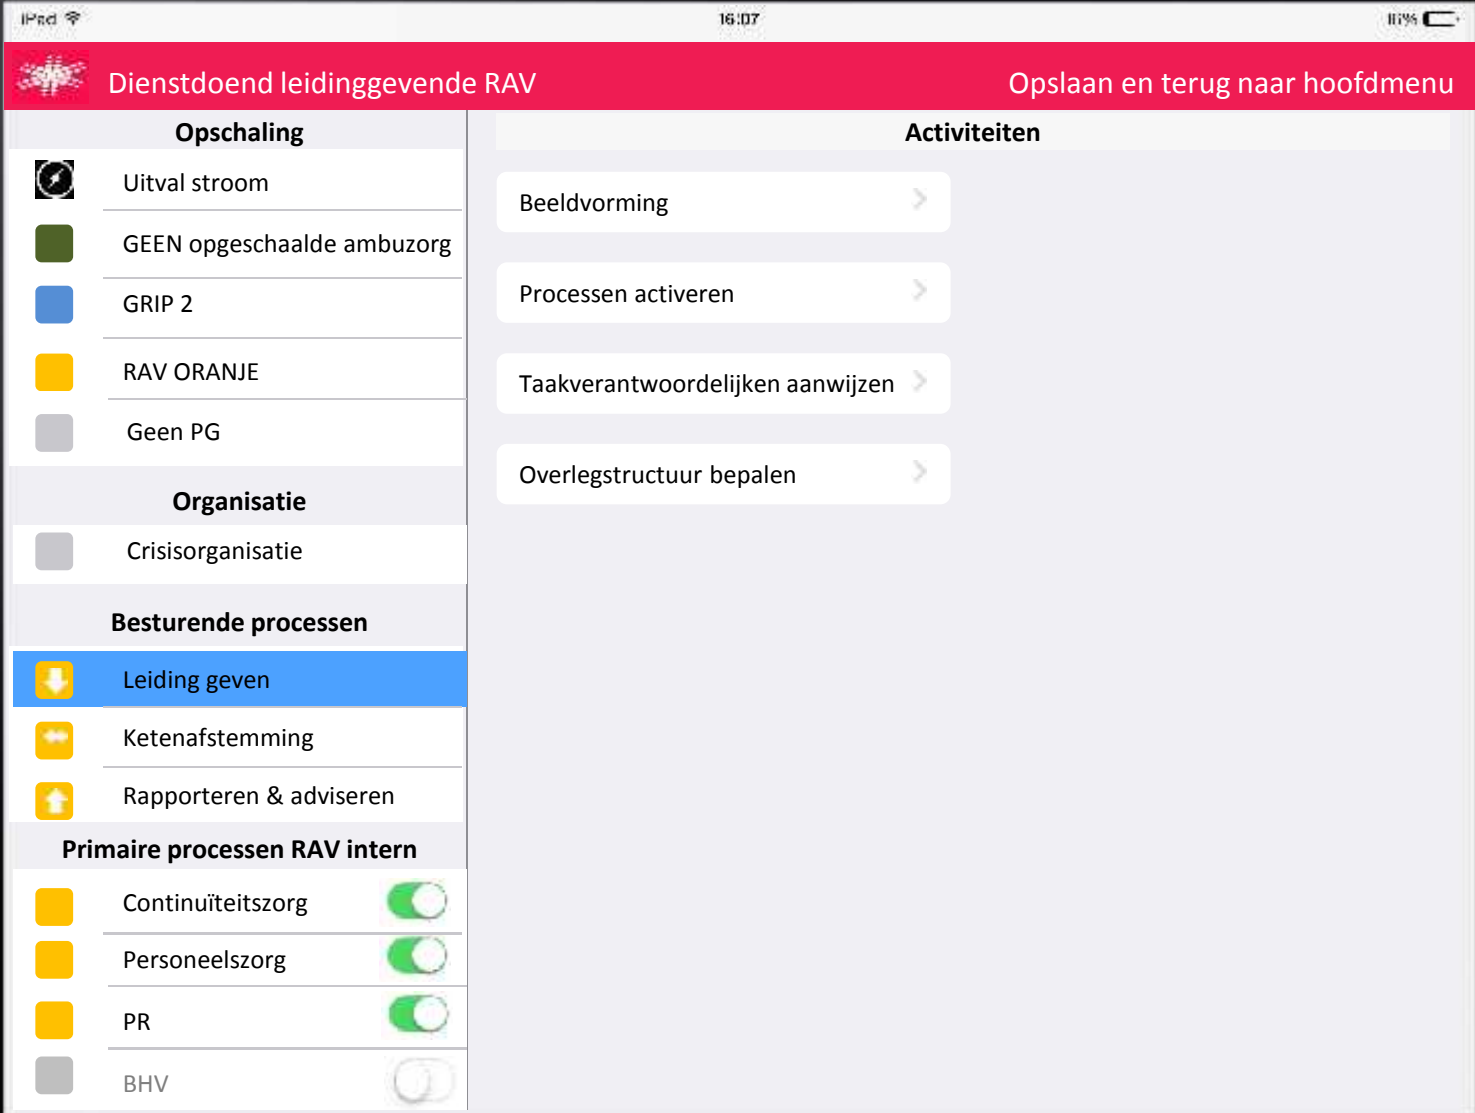 iPad
16:07
Dienstdoend leidinggevende RAV
Opslaan en terug naar hoofdmenu
Opschaling
Uitval stroom
GEEN opgeschaalde ambuzorg
GRIP 2
RAV ORANJE
Geen PG
Organisatie
Crisisorganisatie
Besturende processen
Leiding geven
Ketenafstemming
Rapporteren & adviseren
Primaire processen RAV intern
Continuïteitszorg
Personeelszorg
PR
BHV
Activiteiten
Beeldvorming
Processen activeren
Taakverantwoordelijken aanwijzen
Overlegstructuur bepalen